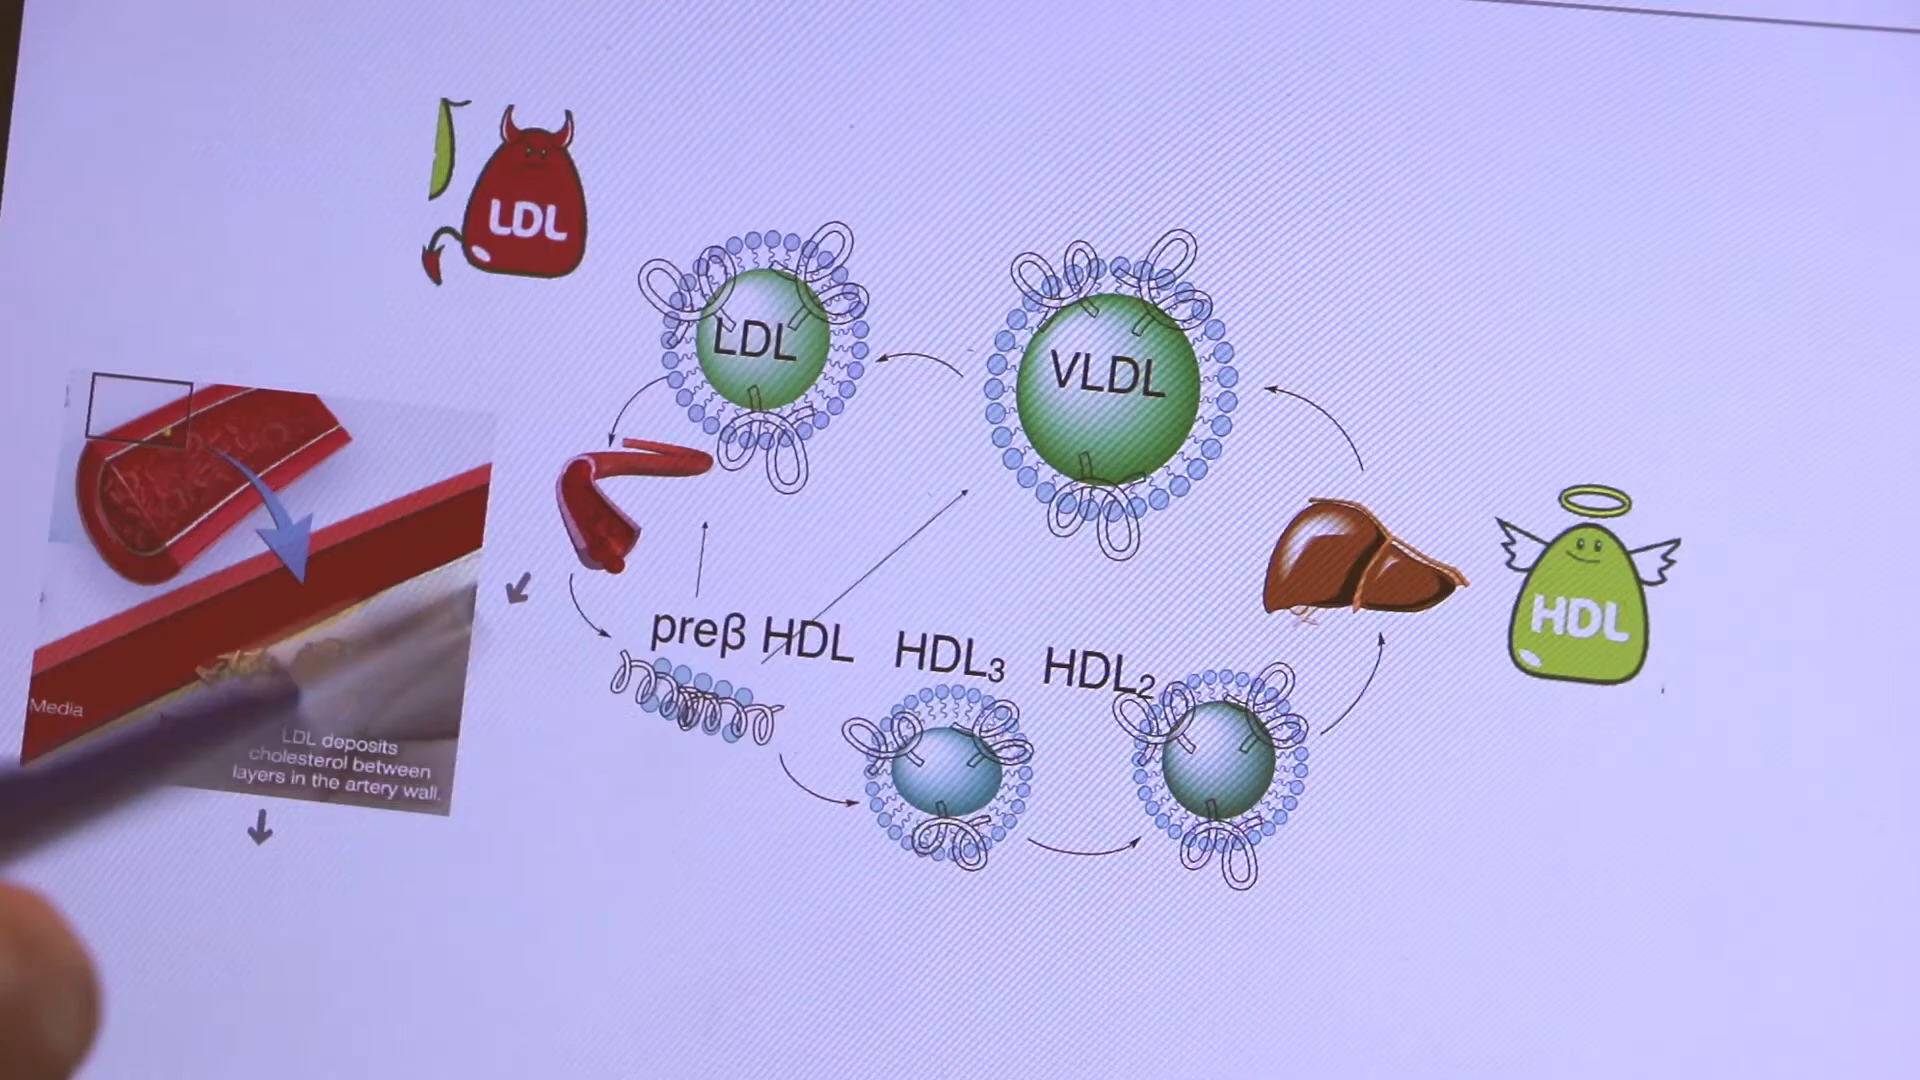 LDL
LDL
VLDL
HDL
preβ HDL HDL₃ HDL₂
Media
LDL deposits
cholesterol between
layers in the artery wall.